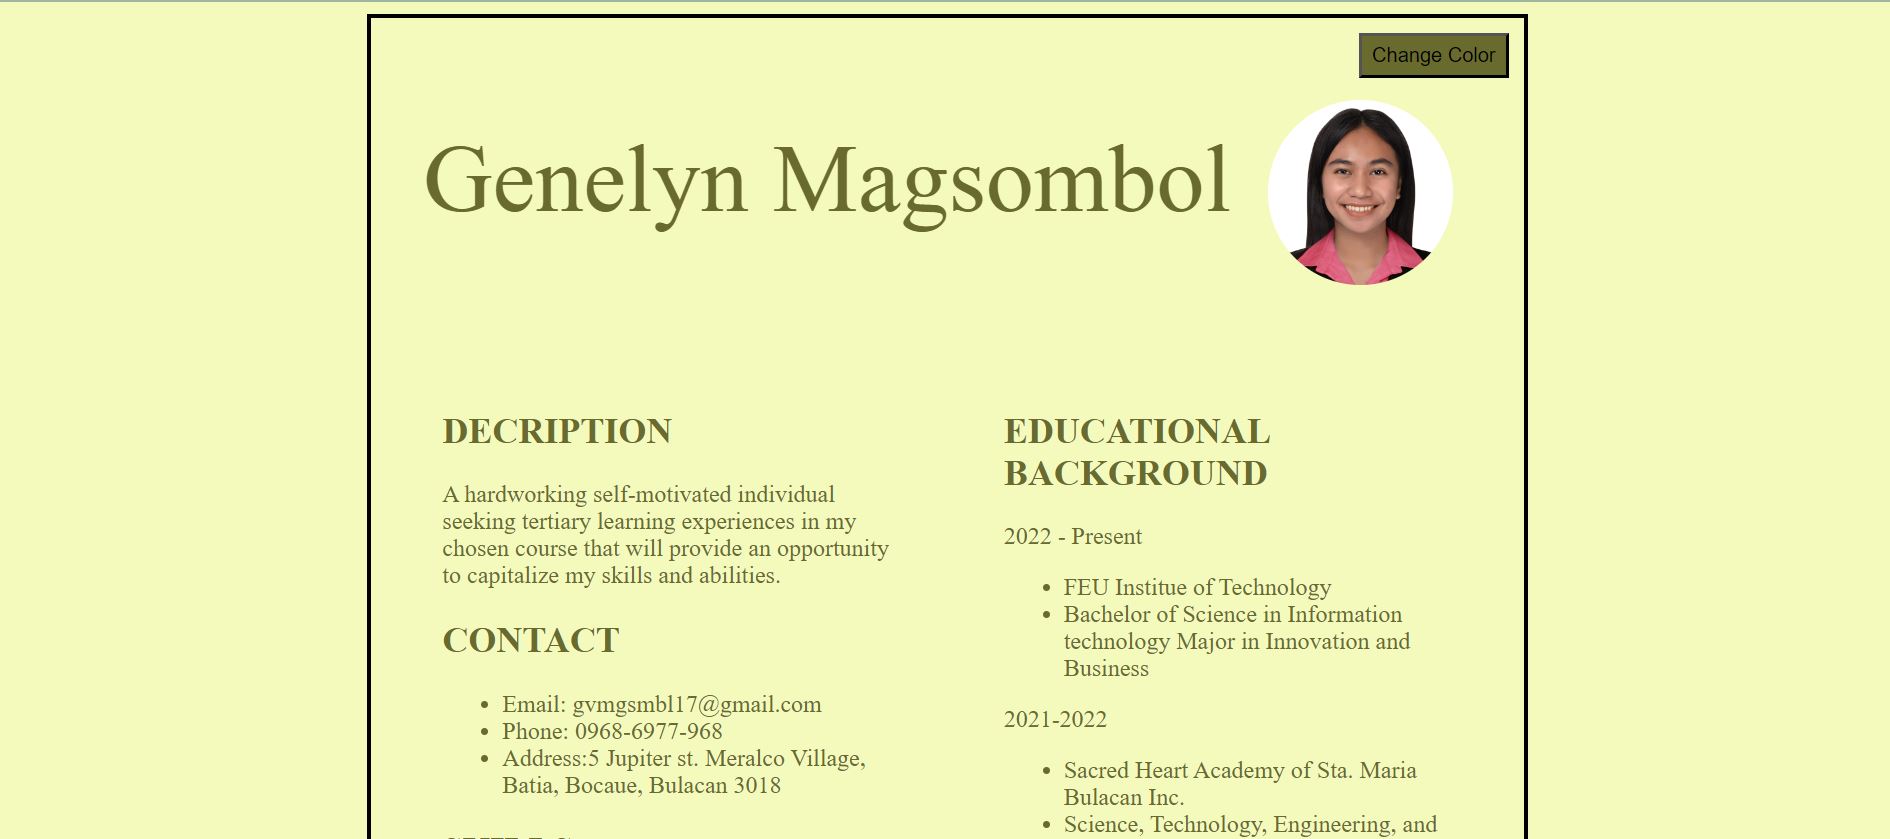 Change Color
Genelyn Magsombol
DECRIPTION
A hardworking self-motivated individual
seeking tertiary learning experiences in my
chosen course that will provide an opportunity
to capitalize my skills and abilities.
CONTACT
Email: gvmgsmbl17@gmail.com
Phone: 0968-6977-968
Address:5 Jupiter st. Meralco Village,
Batia, Bocaue, Bulacan 3018
EDUCATIONAL
BACKGROUND
2022 - Present
FEU Institue of Technology
Bachelor of Science in Information
technology Major in Innovation and
Business
2021-2022
Sacred Heart Academy of Sta. Maria
Bulacan Inc.
Science, Technology, Engineering, and